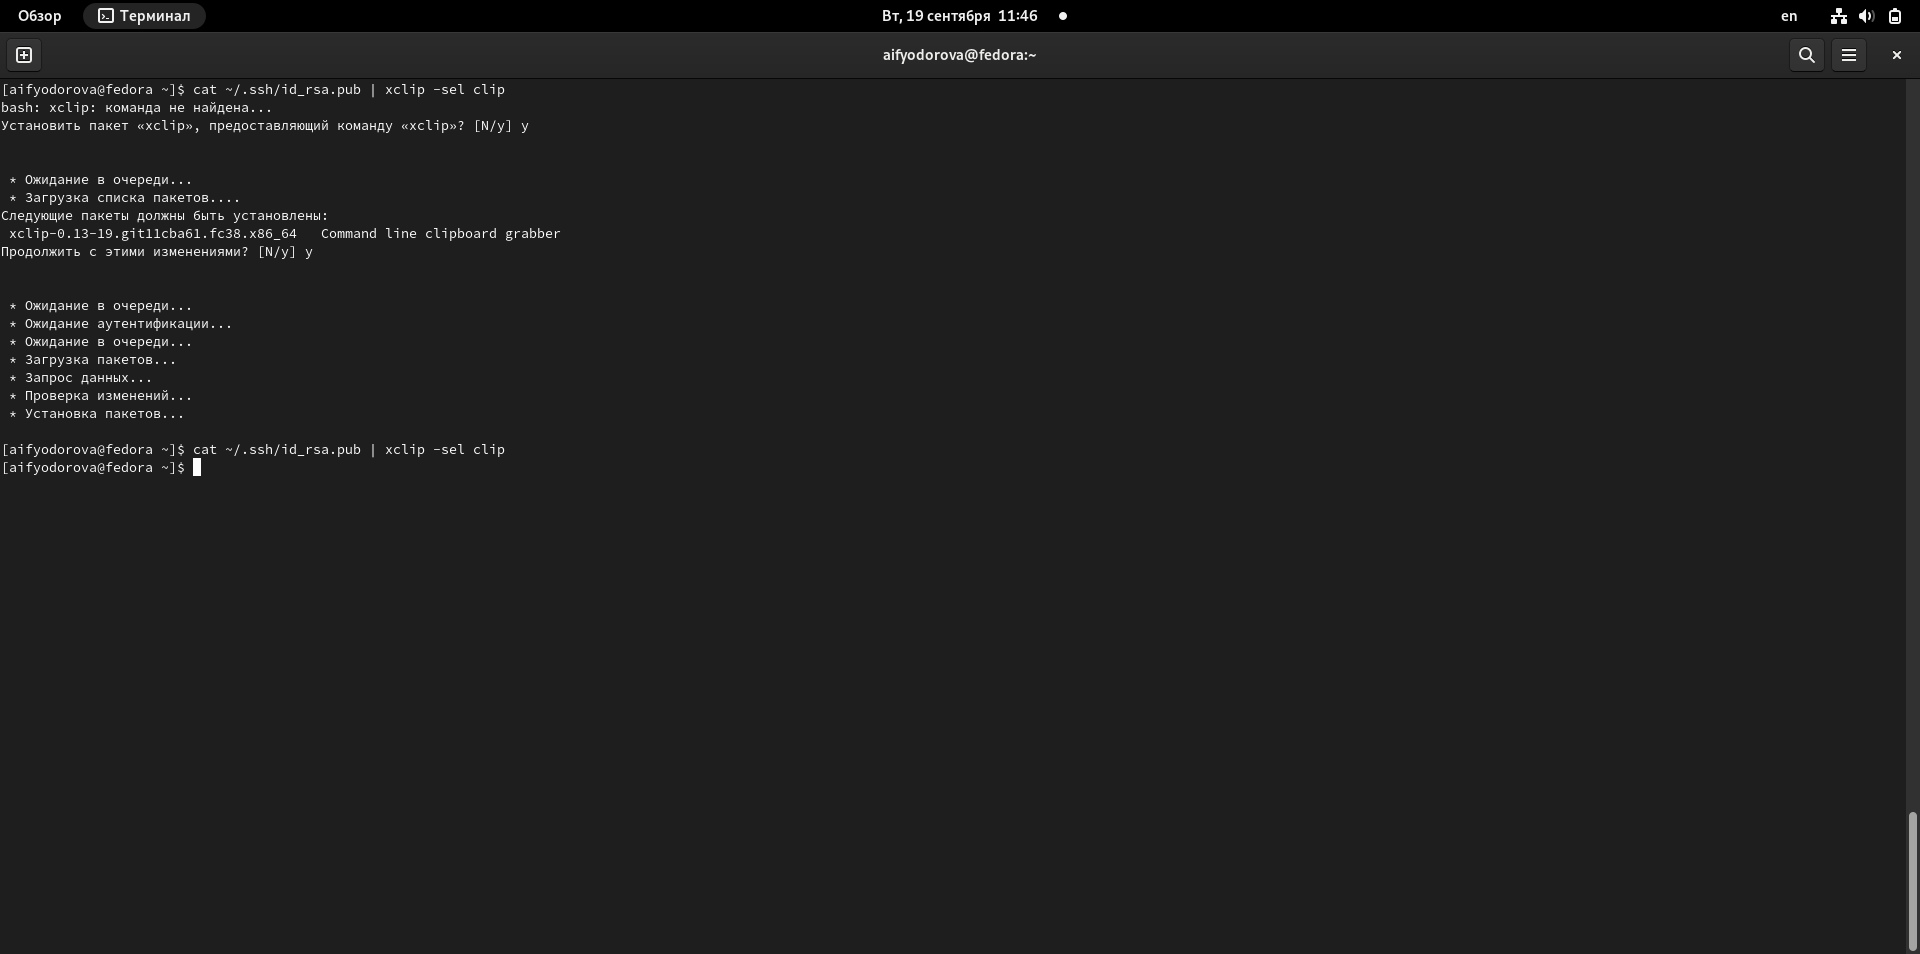 Обзор Терминал Вт, 19 сентября 11:46 en
aifyodorova@fedora:~
[aifyodorova@fedora ~]$ cat ~/.ssh/id_rsa.pub | xclip -sel clip
bash: xclip: команда не найдена...
Установить пакет «xclip», предоставляющий команду «xclip»? [N/y] y
* Ожидание в очереди...
* Загрузка списка пакетов....
Следующие пакеты должны быть установлены:
xclip-0.13-19.git11cba61.fc38.x86_64 Command line clipboard grabber
Продолжить с этими изменениями? [N/y] y
* Ожидание в очереди...
* Ожидание аутентификации...
* Ожидание в очереди...
* Загрузка пакетов...
* Запрос данных...
* Проверка изменений...
* Установка пакетов...
[aifyodorova@fedora ~]$ cat ~/.ssh/id_rsa.pub | xclip -sel clip
[aifyodorova@fedora ~]$